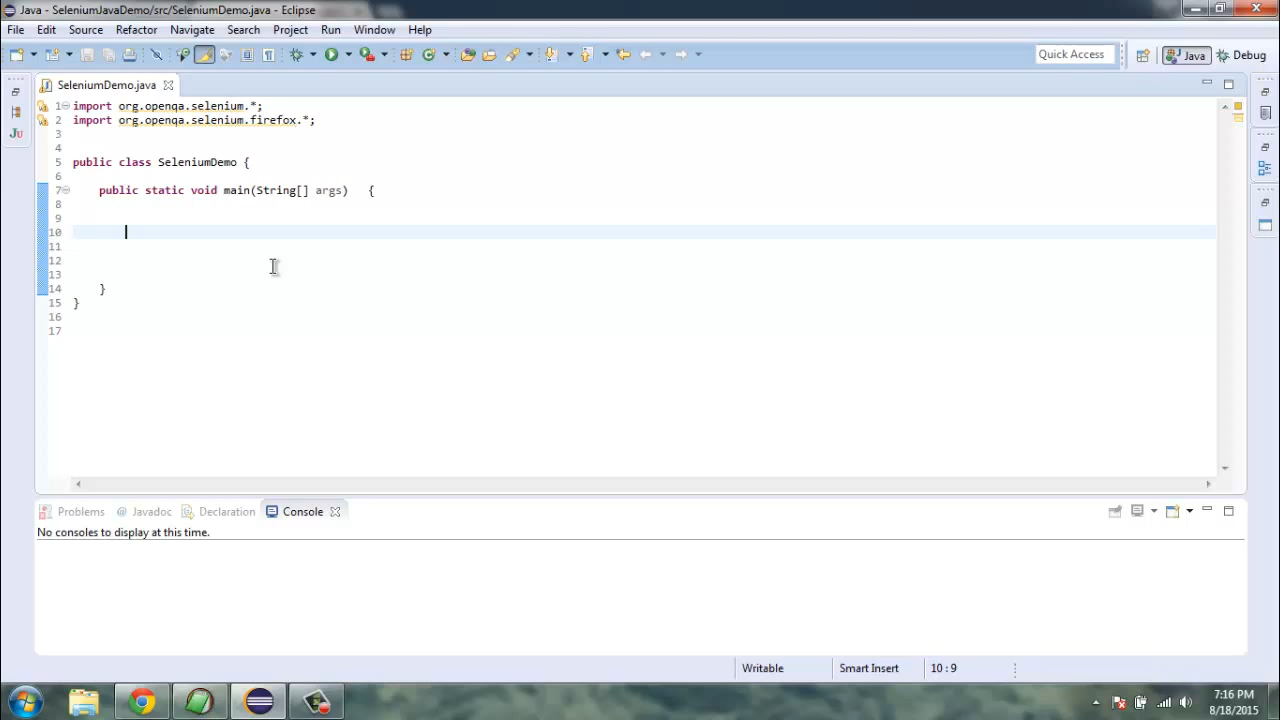 Java - SeleniumJavaDemo/src/SeleniumDemo.java - Eclipse
File Edit Source Refactor Navigate Search Project Run Window Help
Quick Access Java Debug
SeleniumDemo.java
1 import org.openqa.selenium.*;
2 import org.openqa.selenium.firefox.*;
3
4
5 public class SeleniumDemo {
6
7 public static void main(String[] args) {
8
9
10
11
12
13
14 }
15 }
16
17
Problems @ Javadoc Declaration Console
No consoles to display at this time.
Writable Smart Insert 10 : 9
7:16 PM
8/18/2015